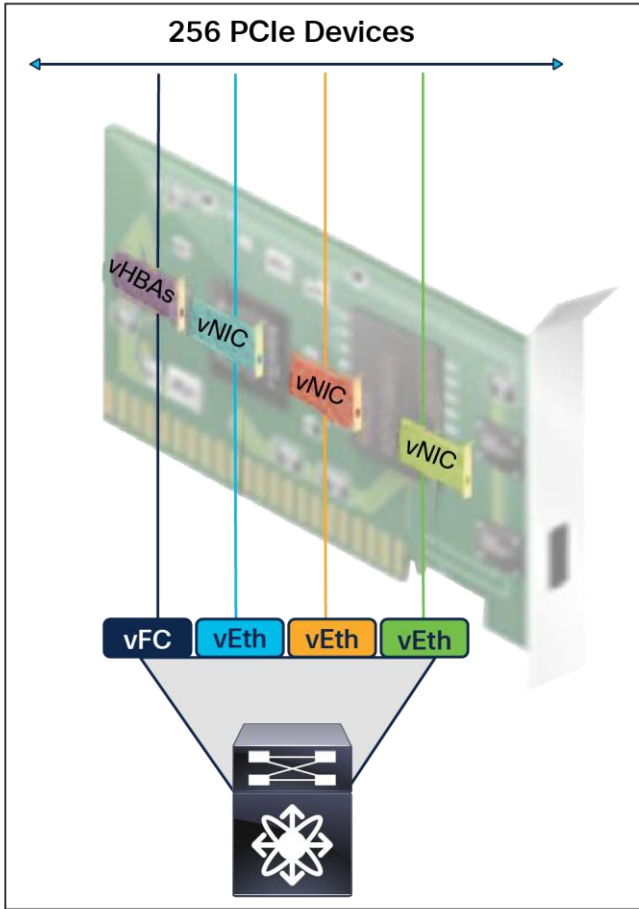 256 PCIe Devices
vHBAs
vNIC
vNIC
vNIC
vFC vEth vEth vEth